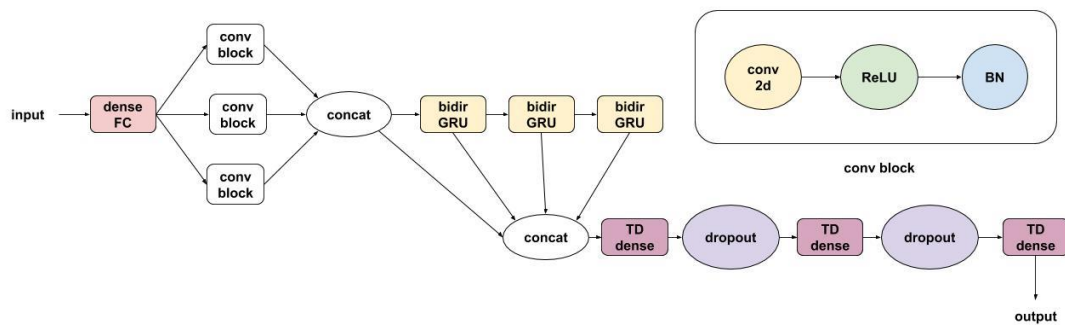 input
dense
FC
conv
block
conv
block
conv
block
concat
bidir
GRU
bidir
GRU
bidir
GRU
concat
TD
dense
dropout
TD
dense
dropout
TD
dense
output
conv
2d
ReLU
BN
conv block